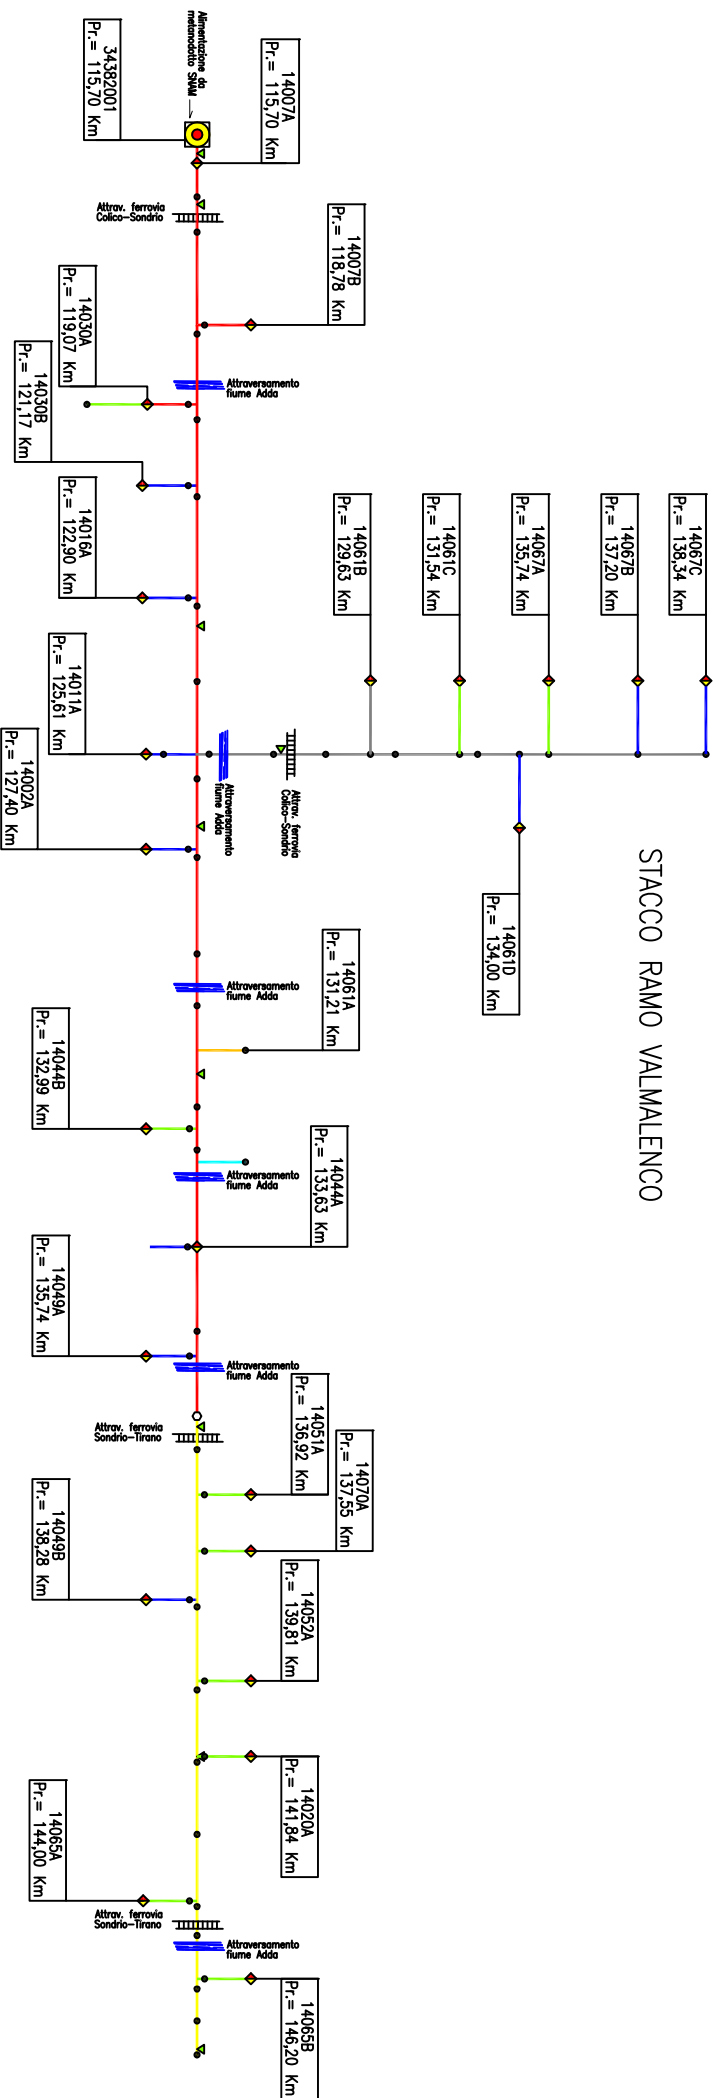 STACCO RAMO VALMALENCO
Alimentazione da
metanodotto SNAM
34382001
Pr.= 115,70 Km
14007A
Pr.= 115,70 Km
Attrav. ferrovia
Colico-Sondrio
14007B
Pr.= 118,78 Km
14030A
Pr.= 119,07 Km
Attraversamento
fiume Adda
14030B
Pr.= 121,17 Km
14016A
Pr.= 122,90 Km
14011A
Pr.= 125,61 Km
Attraversamento
fiume Adda
Attrav. ferrovia
Colico-Sondrio
14061B
Pr.= 129,63 Km
14061C
Pr.= 131,54 Km
14067A
Pr.= 135,74 Km
14067B
Pr.= 137,20 Km
14067C
Pr.= 138,34 Km
14061D
Pr.= 134,00 Km
14002A
Pr.= 127,40 Km
Attraversamento
fiume Adda
14061A
Pr.= 131,21 Km
14044B
Pr.= 132,99 Km
Attraversamento
fiume Adda
14044A
Pr.= 133,63 Km
14049A
Pr.= 135,74 Km
Attraversamento
fiume Adda
Attrav. ferrovia
Sondrio-Tirano
14051A
Pr.= 136,92 Km
14070A
Pr.= 137,55 Km
14049B
Pr.= 138,28 Km
14052A
Pr.= 139,81 Km
14020A
Pr.= 141,84 Km
14065A
Pr.= 144,00 Km
Attrav. ferrovia
Sondrio-Tirano
Attraversamento
fiume Adda
14065B
Pr.= 146,20 Km